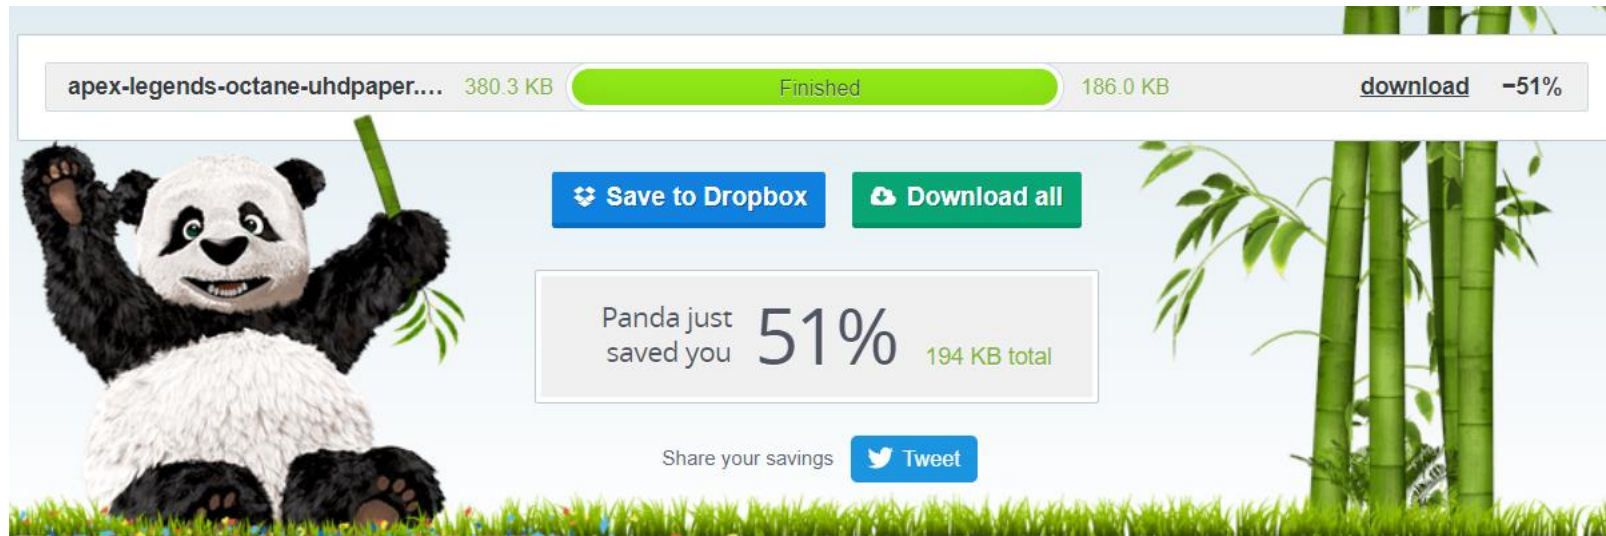 apex-legends-octane-uhdpaper.... 380.3 KB Finished 186.0 KB download −51%
Save to Dropbox Download all
Panda just
saved you 51% 194 KB total
Share your savings Tweet